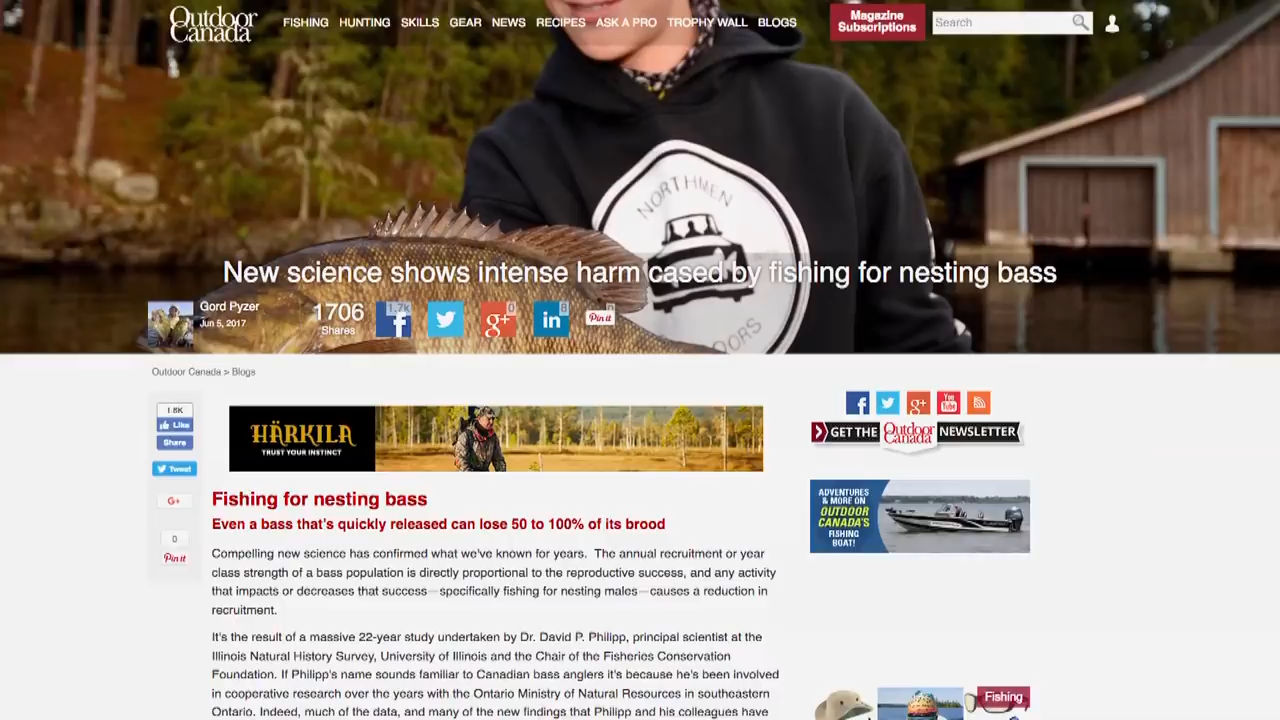 Outdoor
Canada
FISHING HUNTING SKILLS GEAR NEWS RECIPES ASK A PRO TROPHY WALL BLOGS
Magazine
Subscriptions
Search
NORTHMEN
OORS
New science shows intense harm cased by fishing for nesting bass
Gord Pyzer
Jun 5, 2017
1706
Shares
1.7K
0
8
Pin it
Outdoor Canada > Blogs
1.8K
Like
Share
Tweet
G+
0
Pin it
HÄRKILA
TRUST YOUR INSTINCT
You
Tube
GET THE Outdoor Canada NEWSLETTER
ADVENTURES
& MORE ON
OUTDOOR
CANADA'S
FISHING
BOAT!
Fishing for nesting bass
Even a bass that's quickly released can lose 50 to 100% of its brood
Compelling new science has confirmed what we've known for years. The annual recruitment or year
class strength of a bass population is directly proportional to the reproductive success, and any activity
that impacts or decreases that success—specifically fishing for nesting males—causes a reduction in
recruitment.
It's the result of a massive 22-year study undertaken by Dr. David P. Philipp, principal scientist at the
Illinois Natural History Survey, University of Illinois and the Chair of the Fisheries Conservation
Foundation. If Philipp's name sounds familiar to Canadian bass anglers it's because he's been involved
in cooperative research over the years with the Ontario Ministry of Natural Resources in southeastern
Ontario. Indeed, much of the data, and many of the new findings that Philipp and his colleagues have
Fishing